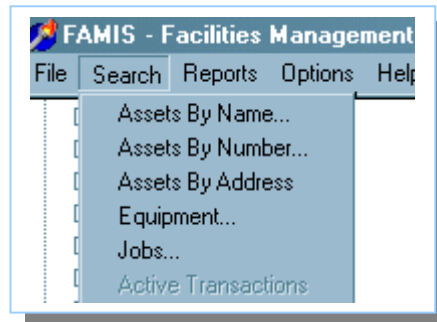 FAMIS - Facilities Management
File Search Reports Options Help
Assets By Name...
Assets By Number...
Assets By Address
Equipment...
Jobs...
Active Transactions